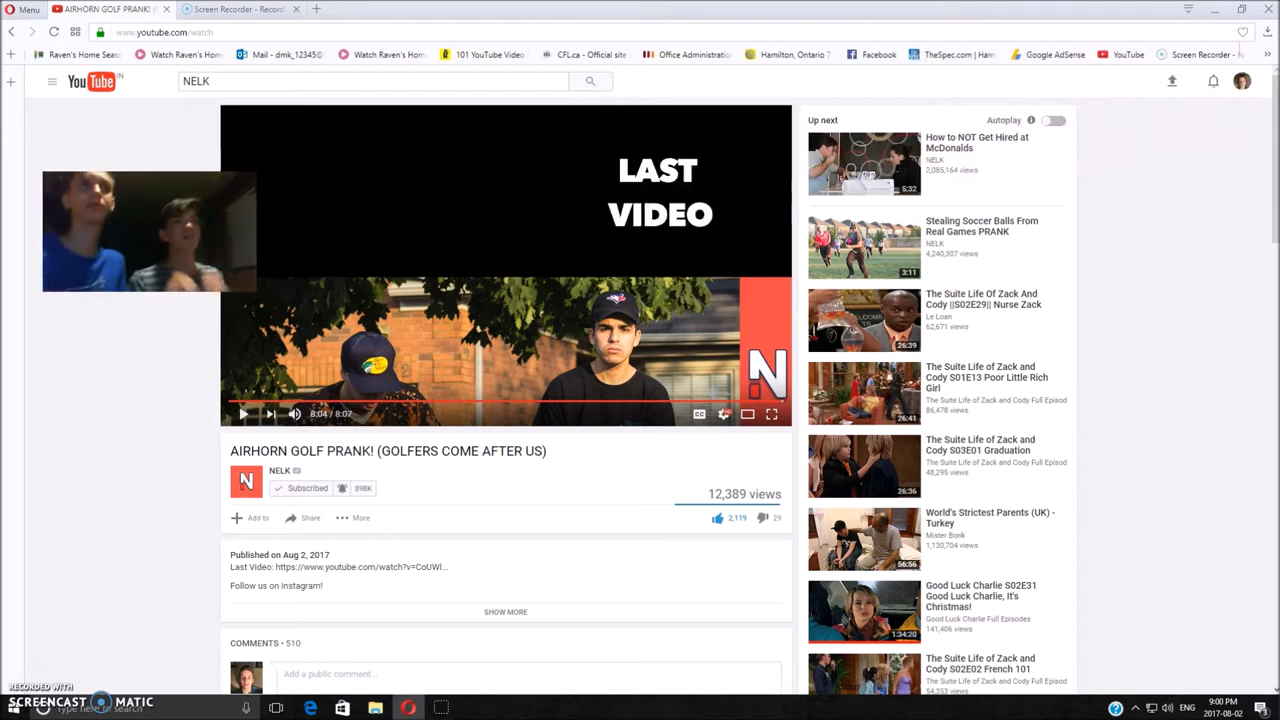 Menu
AIRHORN GOLF PRANK!
Screen Recorder - Record
www.youtube.com/watch
Raven's Home Seaso
Watch Raven's Hom
Mail - dmk_12345@
Watch Raven's Hom
101 YouTube Video
CFL.ca - Official site
Office Administratio
Hamilton, Ontario 7
Facebook
TheSpec.com | Ham
Google AdSense
YouTube
Screen Recorder - R
YouTube IN
NELK
LAST
VIDEO
N
8:04 / 8:07
CC
AIRHORN GOLF PRANK! (GOLFERS COME AFTER US)
N
NELK
Subscribed
898K
12,389 views
Add to
Share
More
2,119
29
Published on Aug 2, 2017
Last Video: https://www.youtube.com/watch?v=CoUWl...
Follow us on Instagram!
SHOW MORE
COMMENTS • 510
Add a public comment...
Up next
Autoplay
How to NOT Get Hired at
McDonalds
NELK
2,085,164 views
5:32
Stealing Soccer Balls From
Real Games PRANK
NELK
4,240,307 views
3:11
The Suite Life Of Zack And
Cody ||S02E29|| Nurse Zack
Le Loan
62,671 views
26:39
The Suite Life of Zack and
Cody S01E13 Poor Little Rich
Girl
The Suite Life of Zack and Cody Full Episod
86,478 views
26:41
The Suite Life of Zack and
Cody S03E01 Graduation
The Suite Life of Zack and Cody Full Episod
48,295 views
26:36
World's Strictest Parents (UK) -
Turkey
Mister Bonk
1,130,704 views
56:56
Good Luck Charlie S02E31
Good Luck Charlie, It's
Christmas!
Good Luck Charlie Full Episodes
141,406 views
1:34:20
The Suite Life of Zack and
Cody S02E02 French 101
The Suite Life of Zack and Cody Full Episod
54,353 views
RECORDED WITH
SCREENCAST MATIC
Type here to search
ENG
9:00 PM
2017-08-02
3